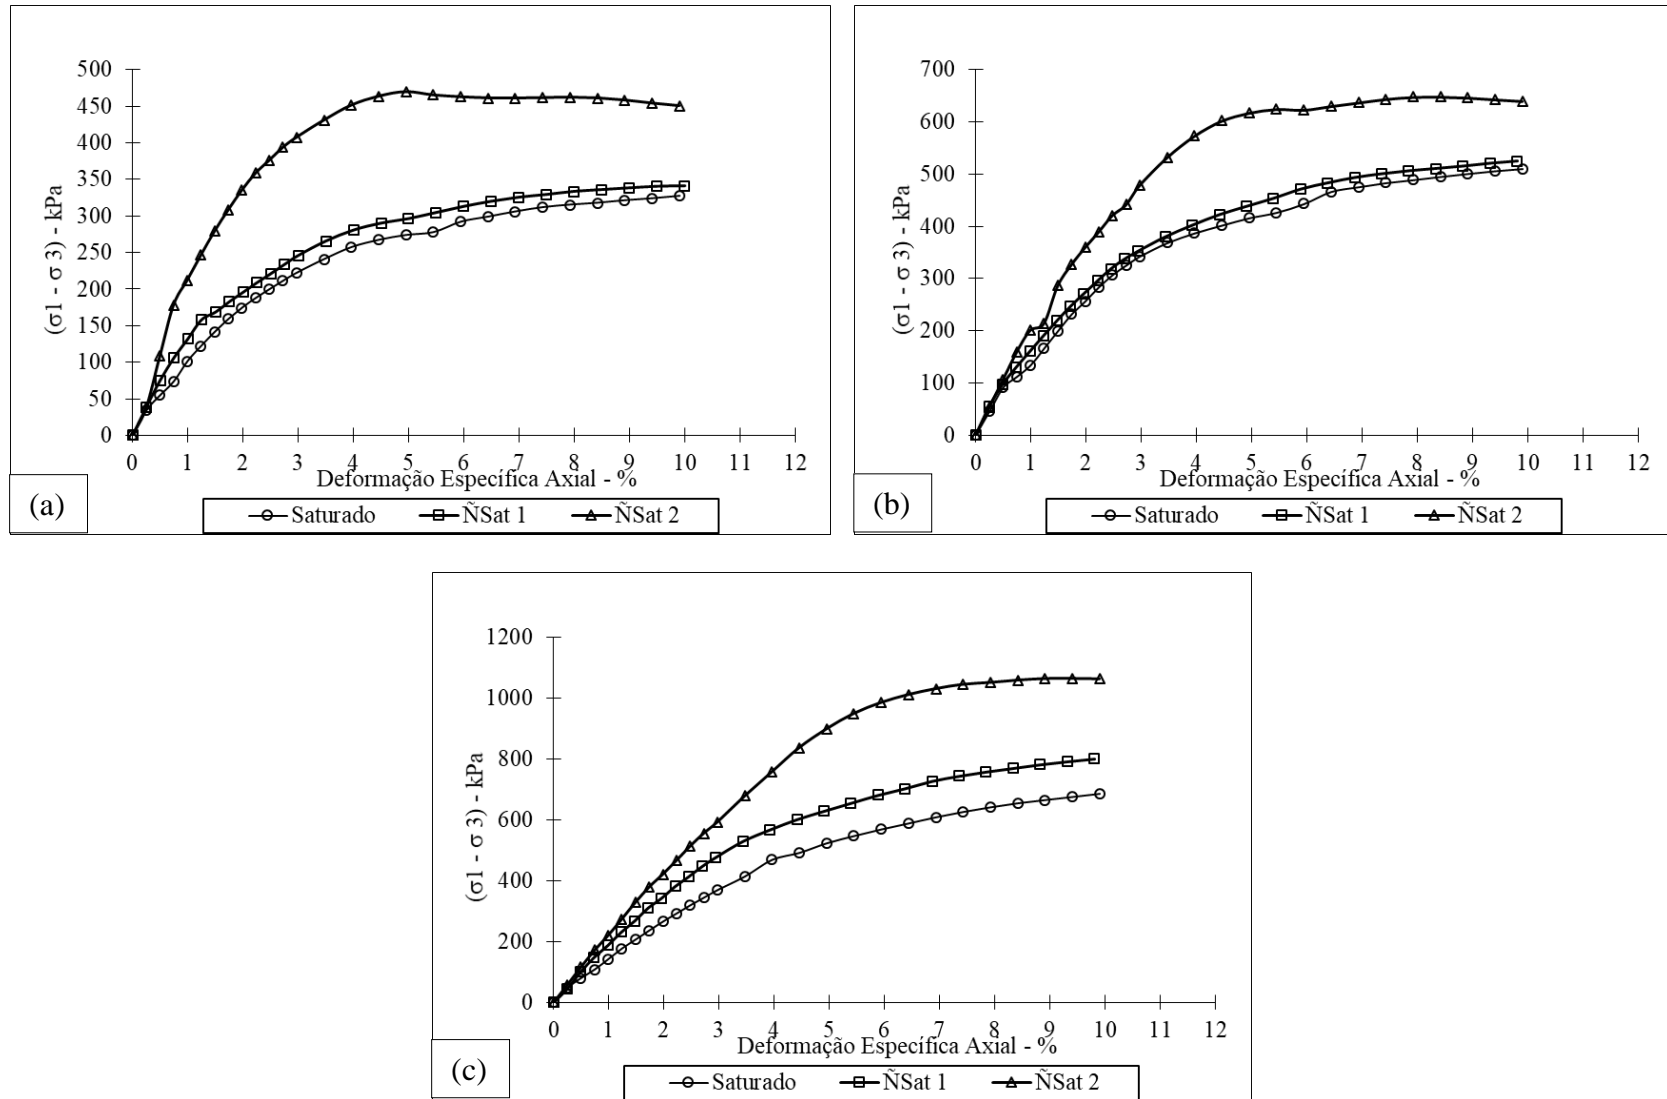 (σ1 - σ 3) - kPa
500
450
400
350
300
250
200
150
100
50
0
0 1 2 3 4 5 6 7 8 9 10 11 12
Deformação Específica Axial - %
(a)
Saturado ÑSat 1 ÑSat 2
(σ1 - σ 3) - kPa
700
600
500
400
300
200
100
0
0 1 2 3 4 5 6 7 8 9 10 11 12
Deformação Específica Axial - %
(b)
Saturado ÑSat 1 ÑSat 2
(σ1 - σ 3) - kPa
1200
1000
800
600
400
200
0
0 1 2 3 4 5 6 7 8 9 10 11 12
Deformação Específica Axial - %
(c)
Saturado ÑSat 1 ÑSat 2